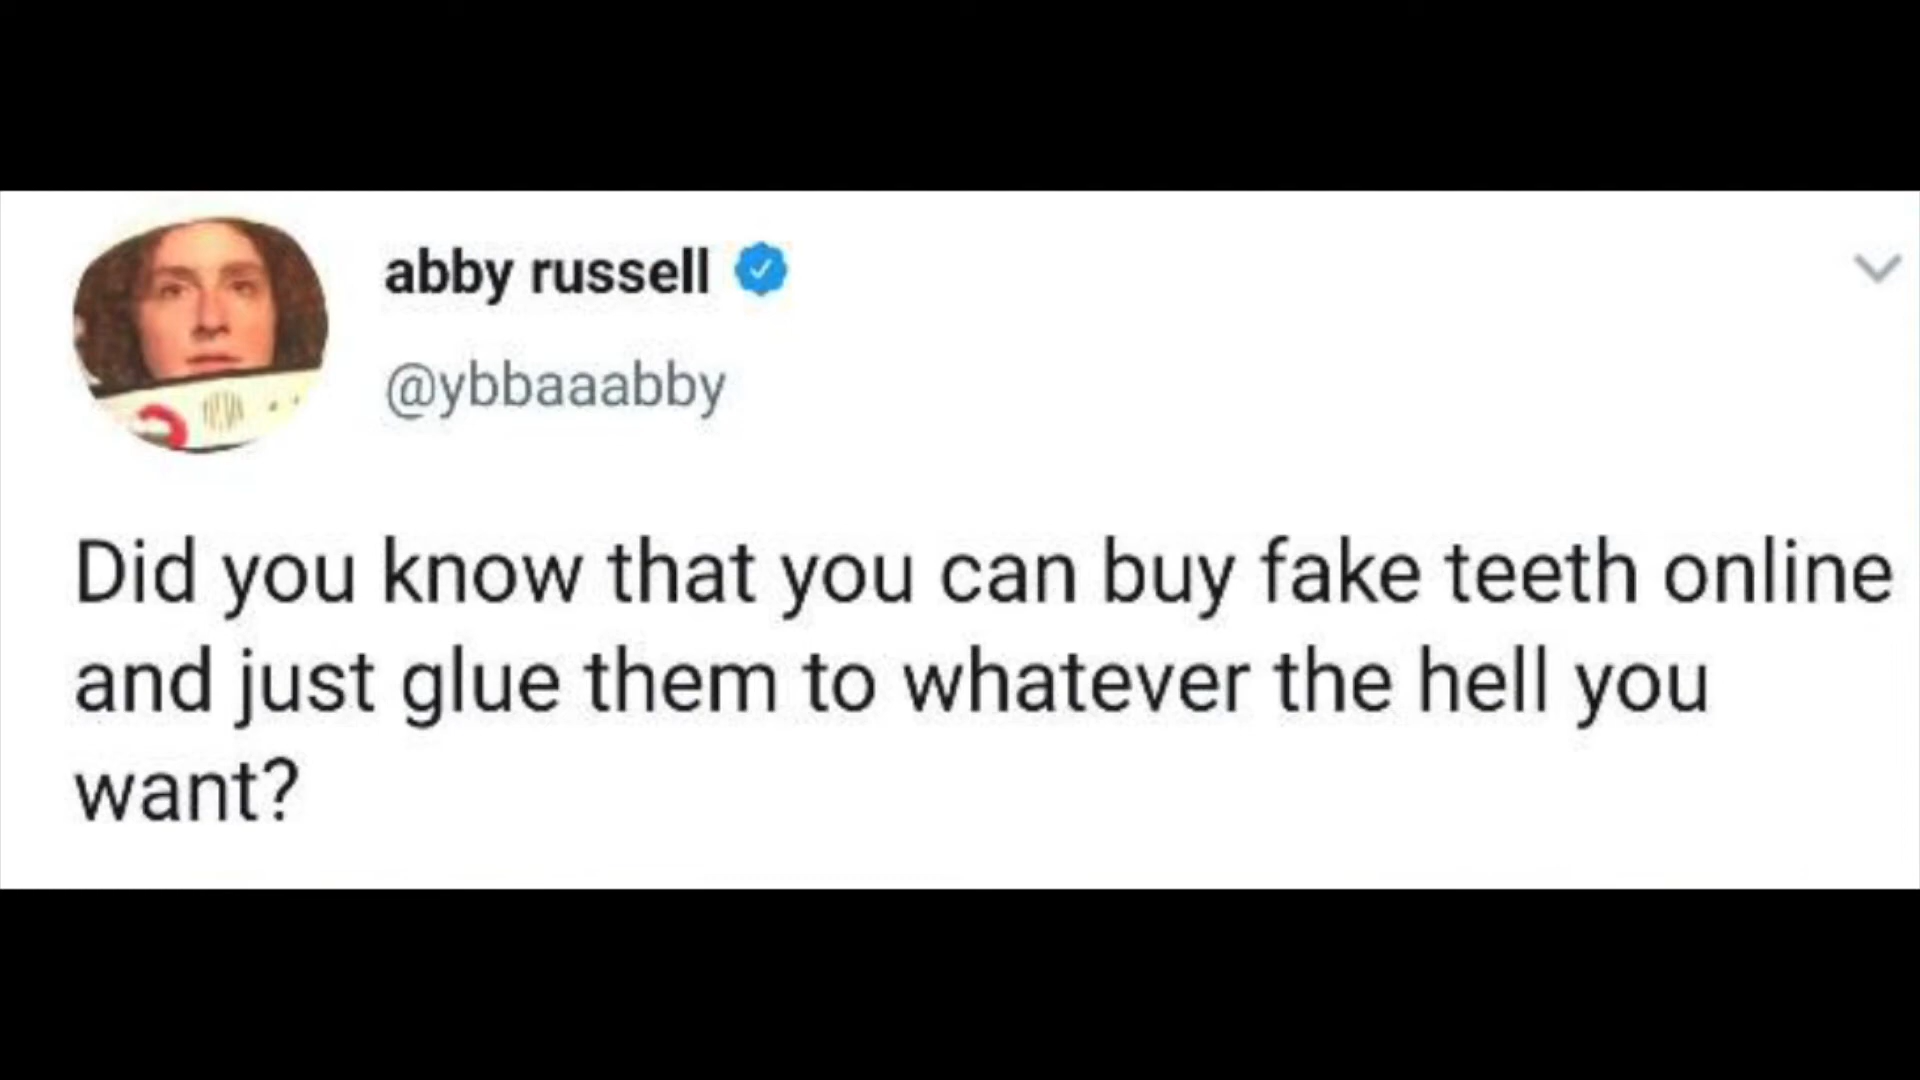 abby russell
@ybbaaabby
Did you know that you can buy fake teeth online
and just glue them to whatever the hell you
want?